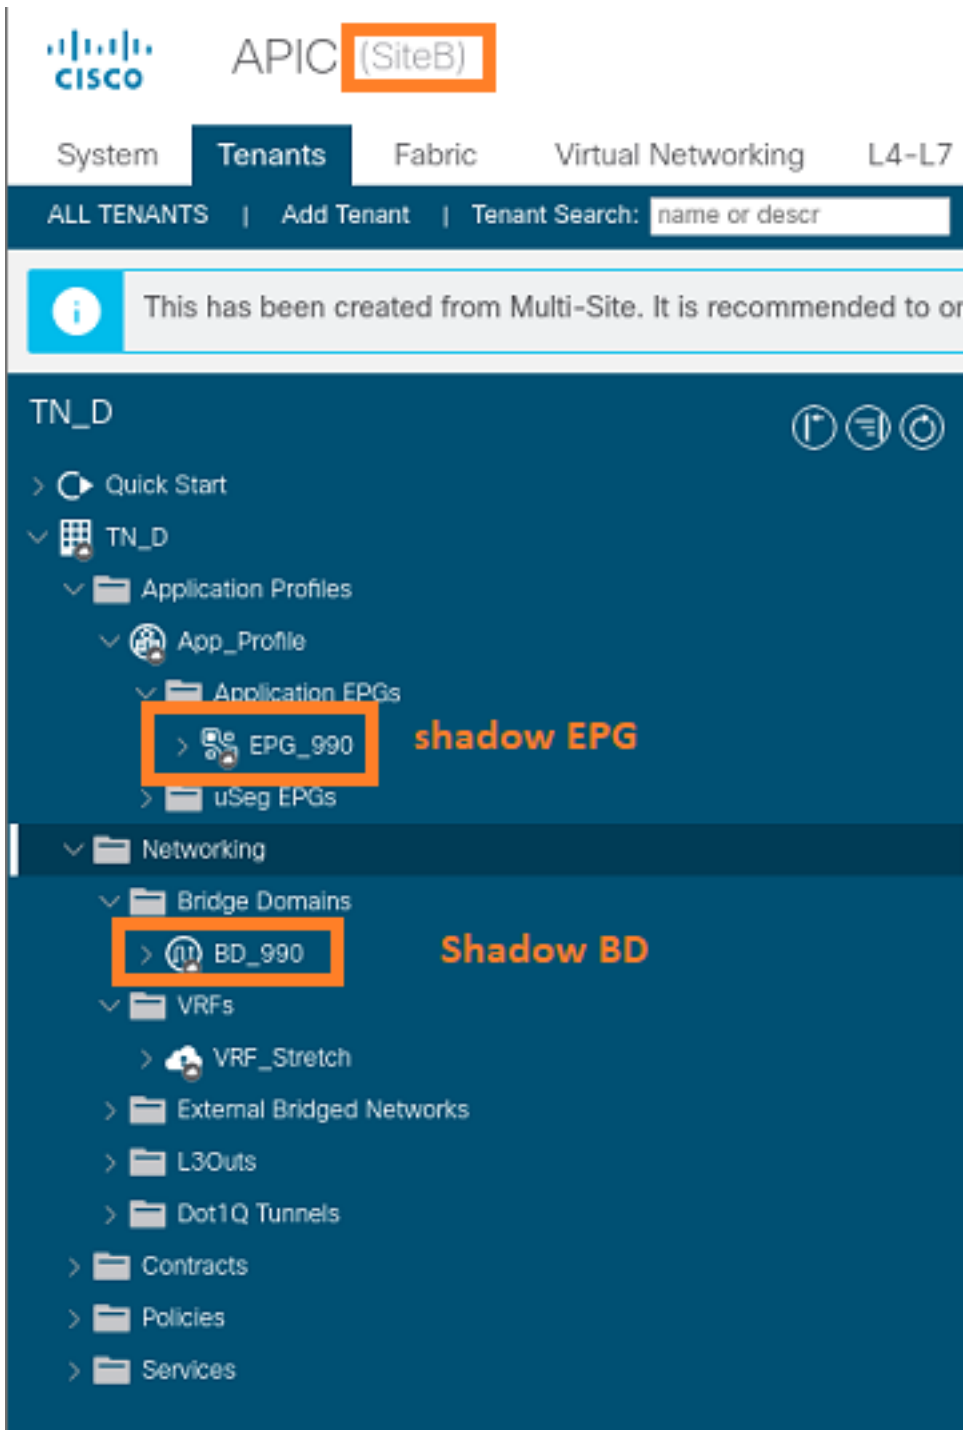 CISCO APIC (SiteB)
System Tenants Fabric Virtual Networking L4-L7
ALL TENANTS | Add Tenant | Tenant Search: name or descr
This has been created from Multi-Site. It is recommended to or
TN_D
Quick Start
TN_D
Application Profiles
App_Profile
Application EPGs
EPG_990 shadow EPG
uSeg EPGs
Networking
Bridge Domains
BD_990 Shadow BD
VRFs
VRF_Stretch
External Bridged Networks
L3Outs
Dot1Q Tunnels
Contracts
Policies
Services